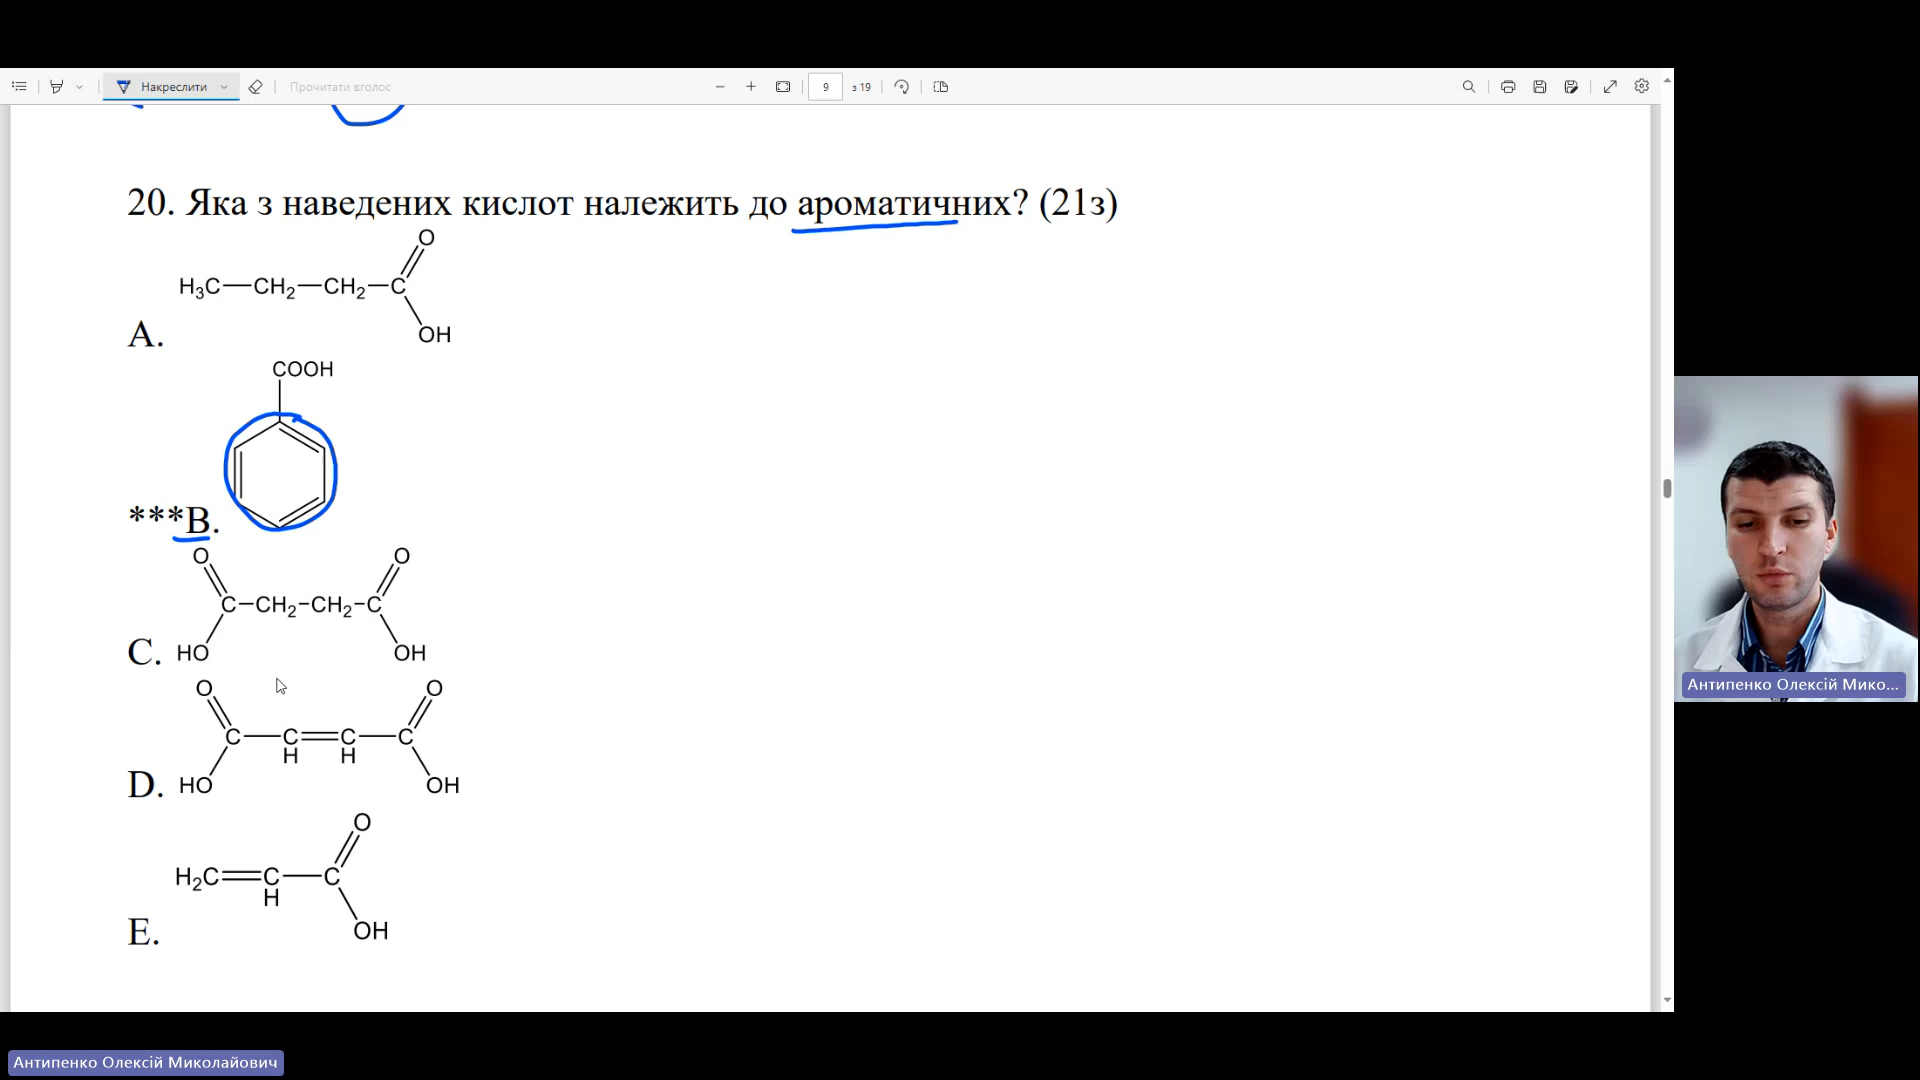 Накреслити
Прочитати вголос
9 з 19
20. Яка з наведених кислот належить до ароматичних? (21з)
O
H₃C—CH₂—CH₂—C
OH
A.
COOH
***B.
O O
C–CH₂–CH₂–C
C. HO OH
O O
C—C=C—C
H H
D. HO OH
O
H₂C=C—C
H
OH
E.
Антипенко Олексій Мико...
Антипенко Олексій Миколайович